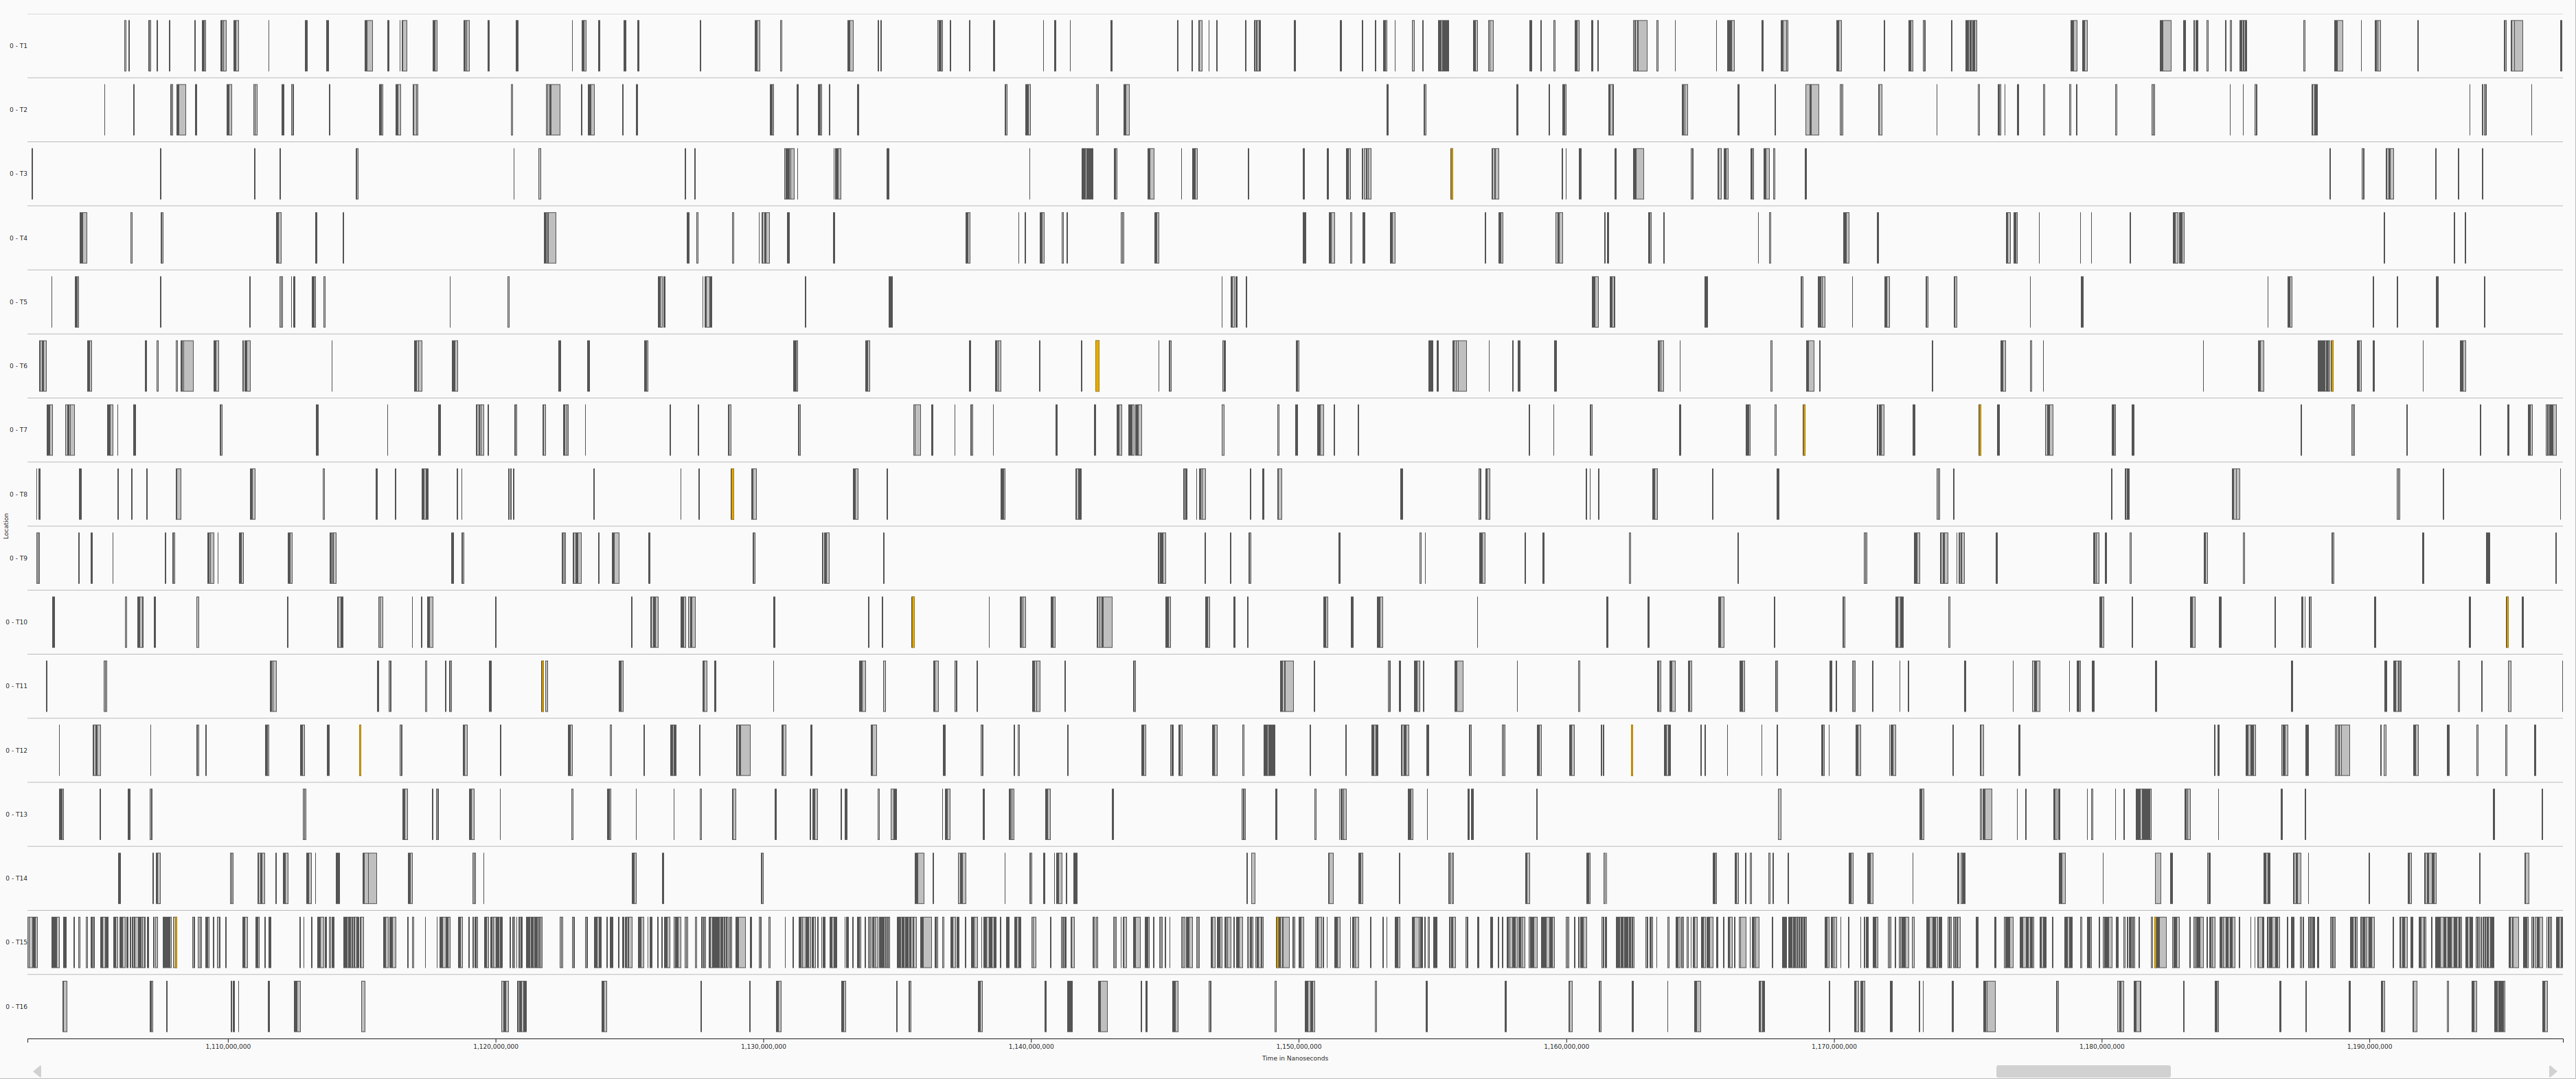 0 - T1
0 - T2
0 - T3
0 - T4
0 - T5
0 - T6
0 - T7
0 - T8
Location
0 - T9
0 - T10
0 - T11
0 - T12
0 - T13
0 - T14
0 - T15
0 - T16
1,110,000,000 1,120,000,000 1,130,000,000 1,140,000,000 1,150,000,000 1,160,000,000 1,170,000,000 1,180,000,000 1,190,000,000
Time in Nanoseconds